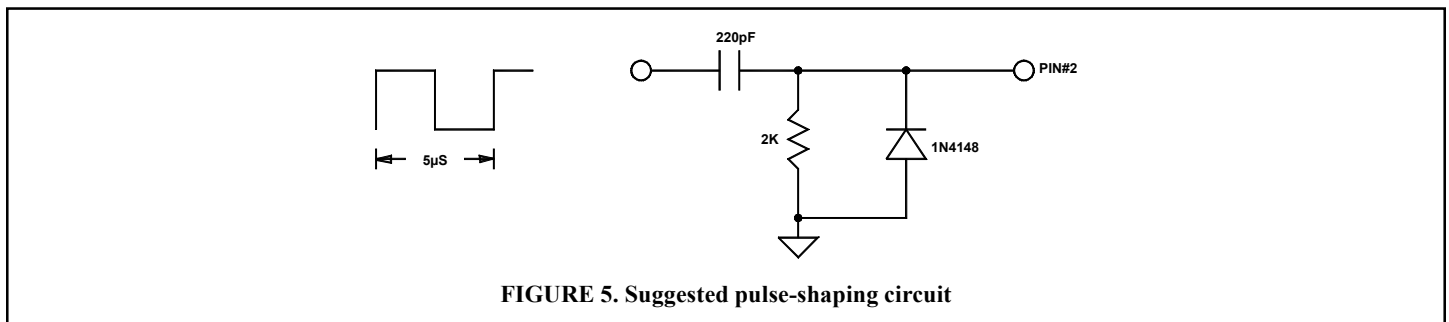 220pF
PIN#2
2K
1N4148
5µS
FIGURE 5. Suggested pulse-shaping circuit